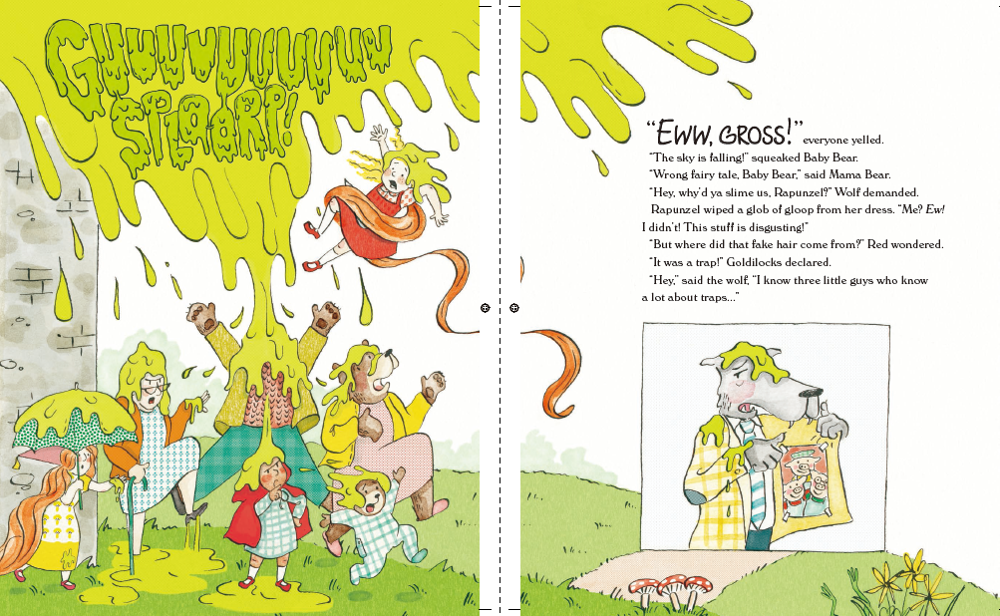 GUUUUUUUUUU
SPLOORP!
“EWW, GROSS!” everyone yelled.
“The sky is falling!” squeaked Baby Bear.
“Wrong fairy tale, Baby Bear,” said Mama Bear.
“Hey, why’d ya slime us, Rapunzel?” Wolf demanded.
Rapunzel wiped a glob of gloop from her dress. “Me? Ew!
I didn’t! This stuff is disgusting!”
“But where did that fake hair come from?” Red wondered.
“It was a trap!” Goldilocks declared.
“Hey,” said the wolf, “I know three little guys who know
a lot about traps...”